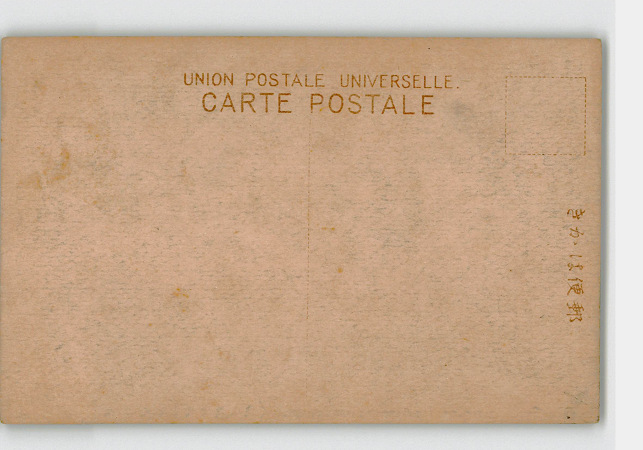 UNION POSTALE UNIVERSELLE.
CARTE POSTALE
郵便はかき